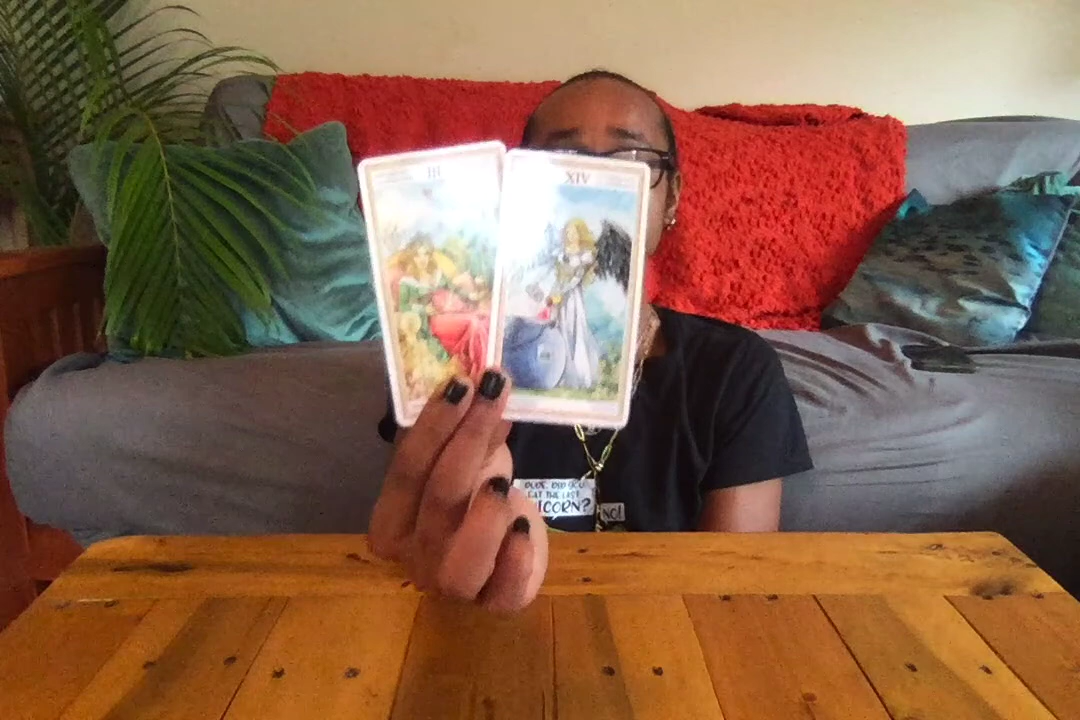 III
XIV
DUDE, DID YOU
EAT THE LAST
UNICORN?
NO!